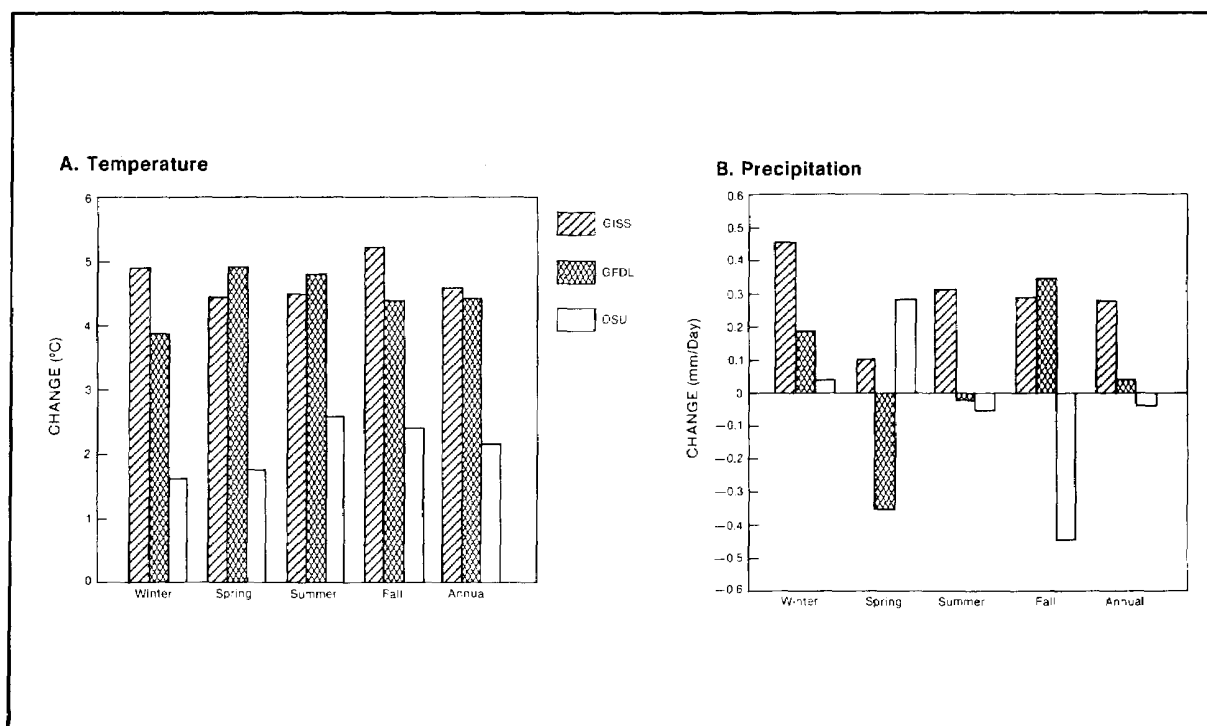 A. Temperature
6
5
4
3
2
1
0
CHANGE (ºC)
Winter
Spring
Summer
Fall
Annua
GISS
GFDL
OSU
B. Precipitation
0.6
0.5
0.4
0.3
0.2
0.1
0
—0.1
—0.2
—0.3
—0.4
—0.5
—0.6
CHANGE (mm/Day)
Winter
Spring
Summer
Fall
Annual